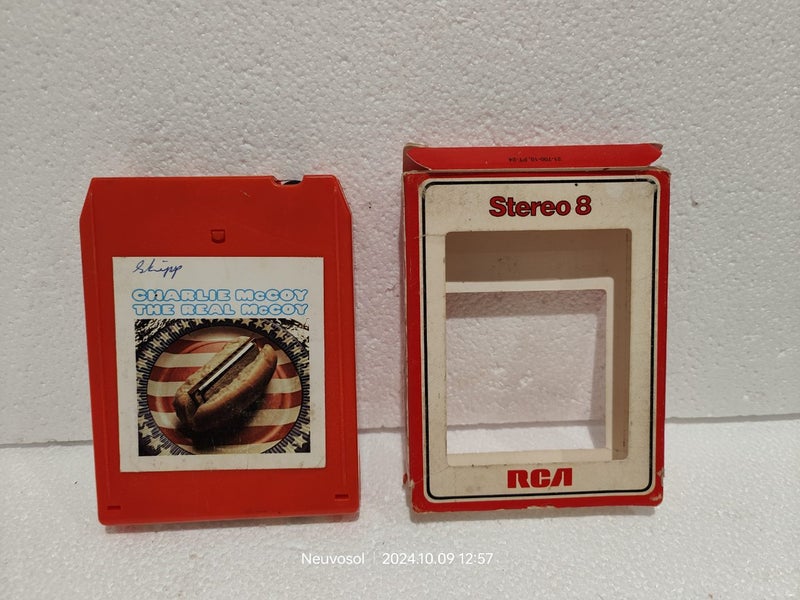 Skipp
CHARLIE McCOY
THE REAL McCOY
Stereo 8
RCA
Neuvosol 2024.10.09 12:57